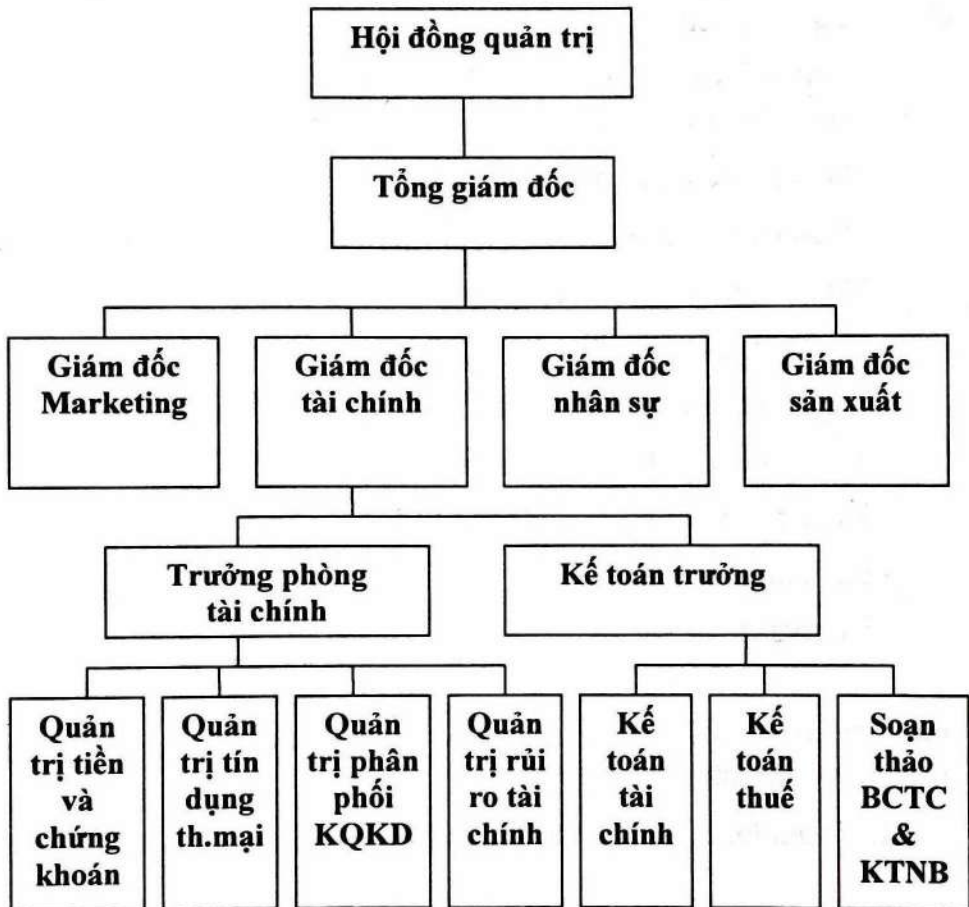 Hội đồng quản trị
Tổng giám đốc
Giám đốc
Marketing
Giám đốc
tài chính
Giám đốc
nhân sự
Giám đốc
sản xuất
Trưởng phòng
tài chính
Kế toán trưởng
Quản
trị tiền
và
chứng
khoán
Quản
trị tín
dụng
th.mại
Quản
trị phân
phối
KQKD
Quản
trị rủi
ro tài
chính
Kế
toán
tài
chính
Kế
toán
thuế
Soạn
thảo
BCTC
&
KTNB